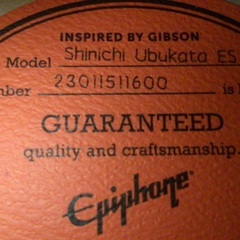 INSPIRED BY GIBSON
Model Shinichi Ubukata ES
mber 23011511600 is
GUARANTEED
quality and craftsmanship.
Epiphone